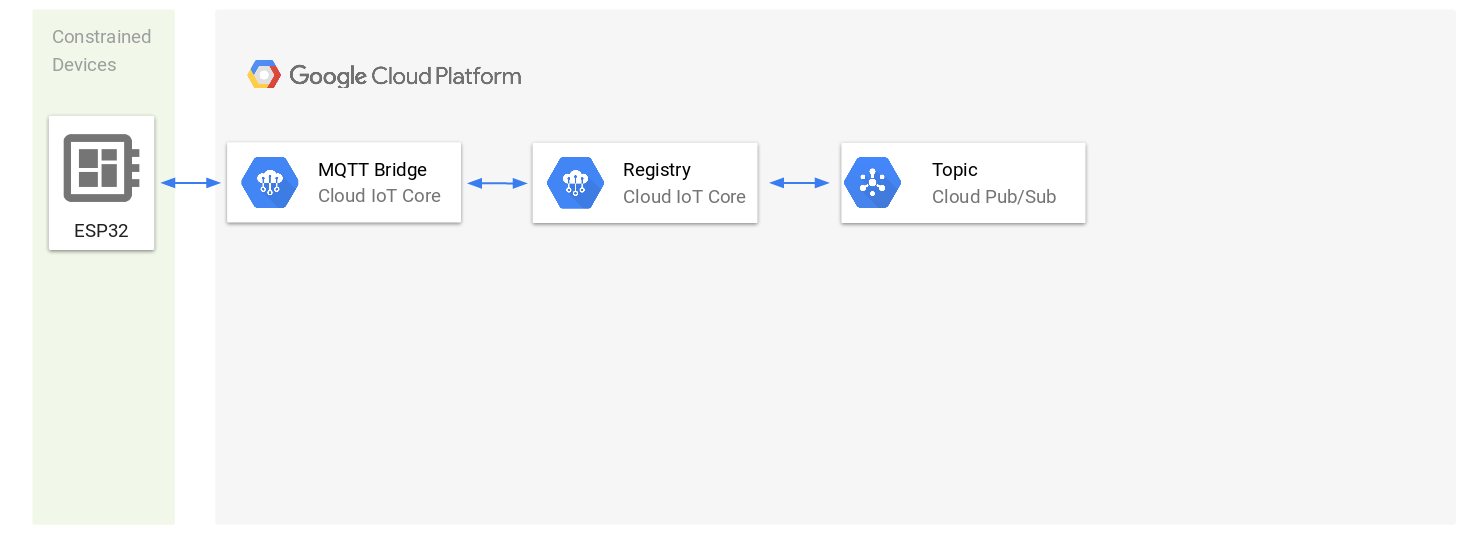 Constrained
Devices
Google Cloud Platform
ESP32
MQTT Bridge
Cloud IoT Core
Registry
Cloud IoT Core
Topic
Cloud Pub/Sub